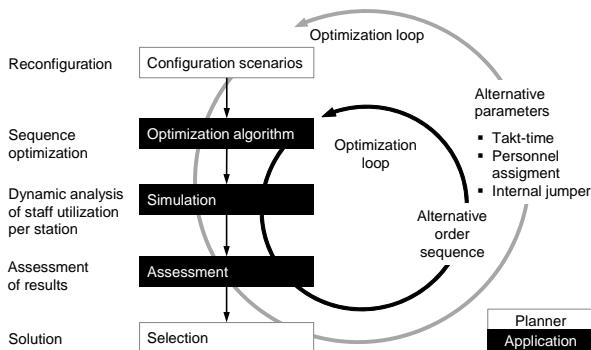 Optimization loop
Reconfiguration
Configuration scenarios
Alternative
parameters
▪ Takt-time
▪ Personnel
assigment
▪ Internal jumper
Sequence
optimization
Optimization algorithm
Optimization
loop
Dynamic analysis
of staff utilization
per station
Simulation
Alternative
order
sequence
Assessment
of results
Assessment
Solution
Selection
Planner
Application